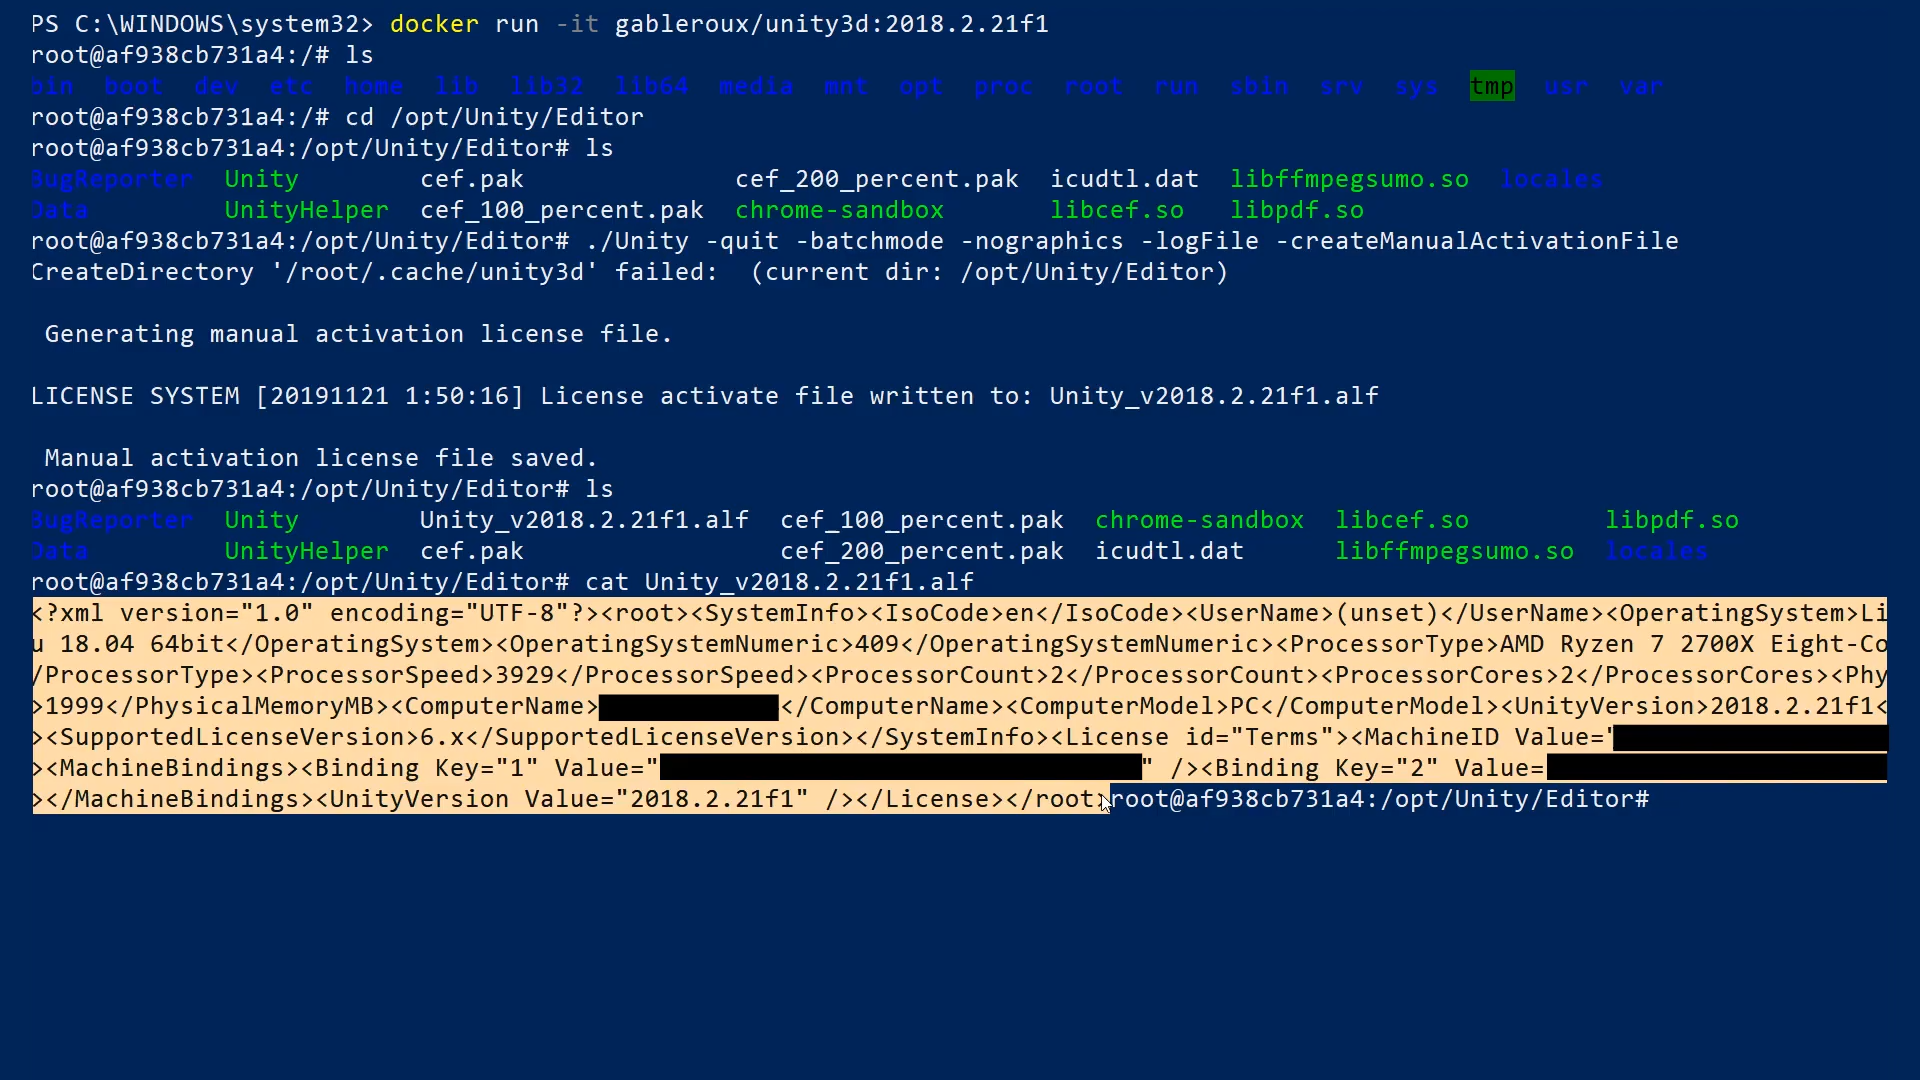 PS C:\WINDOWS\system32> docker run -it gableroux/unity3d:2018.2.21f1
root@af938cb731a4:/# ls
bin boot dev etc home lib lib32 lib64 media mnt opt proc root run sbin srv sys tmp usr var
root@af938cb731a4:/# cd /opt/Unity/Editor
root@af938cb731a4:/opt/Unity/Editor# ls
BugReporter Unity cef.pak cef_200_percent.pak icudtl.dat libffmpegsumo.so locales
Data UnityHelper cef_100_percent.pak chrome-sandbox libcef.so libpdf.so
root@af938cb731a4:/opt/Unity/Editor# ./Unity -quit -batchmode -nographics -logFile -createManualActivationFile
CreateDirectory '/root/.cache/unity3d' failed:  (current dir: /opt/Unity/Editor)
Generating manual activation license file.
LICENSE SYSTEM [20191121 1:50:16] License activate file written to: Unity_v2018.2.21f1.alf
Manual activation license file saved.
root@af938cb731a4:/opt/Unity/Editor# ls
BugReporter Unity Unity_v2018.2.21f1.alf cef_100_percent.pak chrome-sandbox libcef.so libpdf.so
Data UnityHelper cef.pak cef_200_percent.pak icudtl.dat libffmpegsumo.so locales
root@af938cb731a4:/opt/Unity/Editor# cat Unity_v2018.2.21f1.alf
<?xml version="1.0" encoding="UTF-8"?><root><SystemInfo><IsoCode>en</IsoCode><UserName>(unset)</UserName><OperatingSystem>Li
u 18.04 64bit</OperatingSystem><OperatingSystemNumeric>409</OperatingSystemNumeric><ProcessorType>AMD Ryzen 7 2700X Eight-Co
/ProcessorType><ProcessorSpeed>3929</ProcessorSpeed><ProcessorCount>2</ProcessorCount><ProcessorCores>2</ProcessorCores><Phy
>1999</PhysicalMemoryMB><ComputerName></ComputerName><ComputerModel>PC</ComputerModel><UnityVersion>2018.2.21f1<
><SupportedLicenseVersion>6.x</SupportedLicenseVersion></SystemInfo><License id="Terms"><MachineID Value="
><MachineBindings><Binding Key="1" Value="" /><Binding Key="2" Value=
></MachineBindings><UnityVersion Value="2018.2.21f1" /></License></root>root@af938cb731a4:/opt/Unity/Editor#